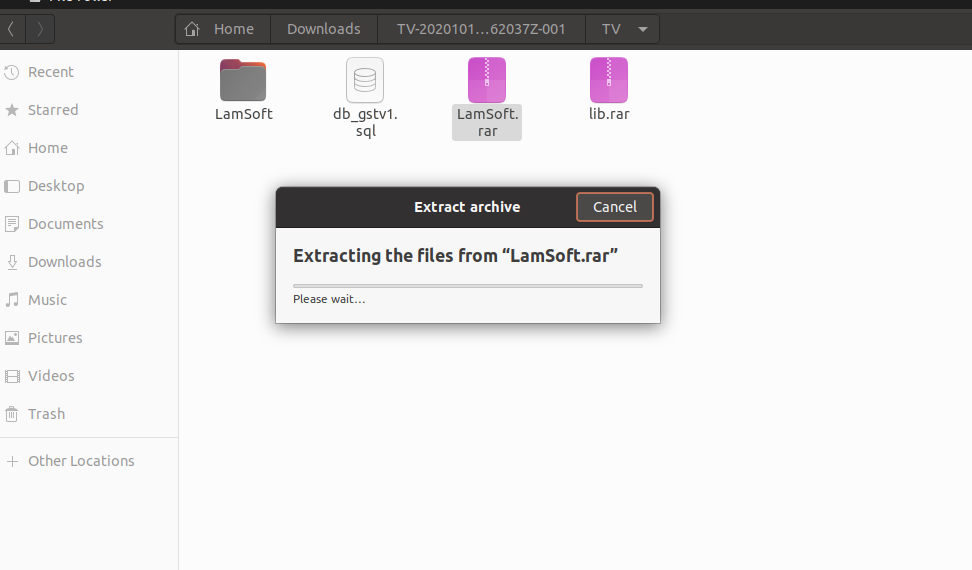 Home
Downloads
TV-2020101…62037Z-001
TV
Recent
Starred
Home
Desktop
Documents
Downloads
Music
Pictures
Videos
Trash
Other Locations
LamSoft
db_gstv1.
sql
LamSoft.
rar
lib.rar
Extract archive
Cancel
Extracting the files from “LamSoft.rar”
Please wait…